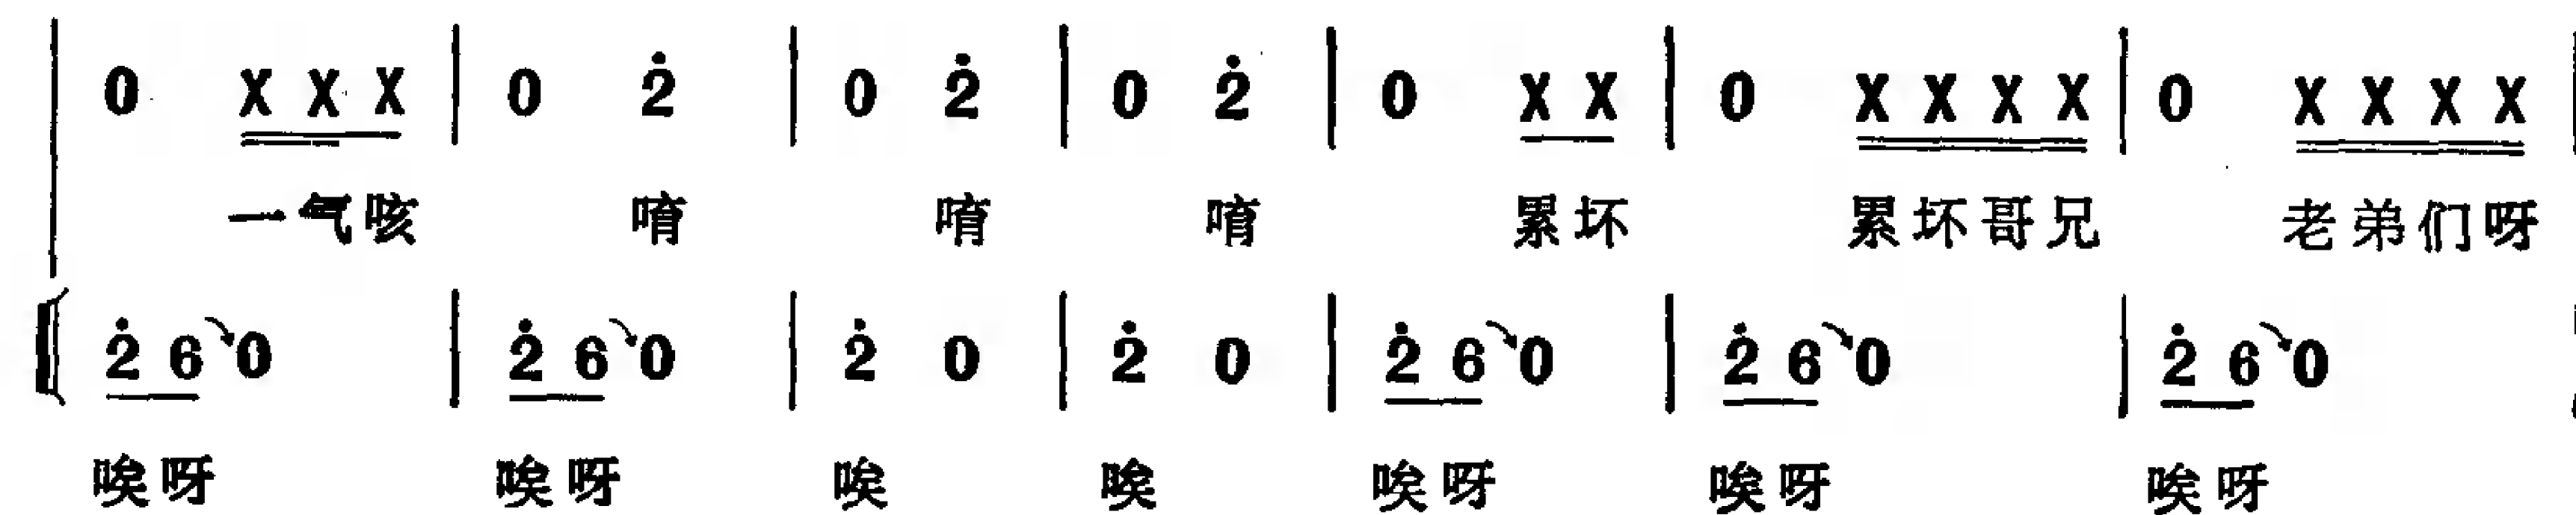 | 0 X X X | 0 2̇ | 0 2̇ | 0 2̇ | 0 X X | 0 X X X X | 0 X X X X |
一气咳 唷 唷 唷 累坏 累坏哥兄 老弟们呀
| 2̇ 6 0 | 2̇ 6 0 | 2̇ 0 | 2̇ 0 | 2̇ 6 0 | 2̇ 6 0 | 2̇ 6 0 |
唉呀 唉呀 唉 唉 唉呀 唉呀 唉呀